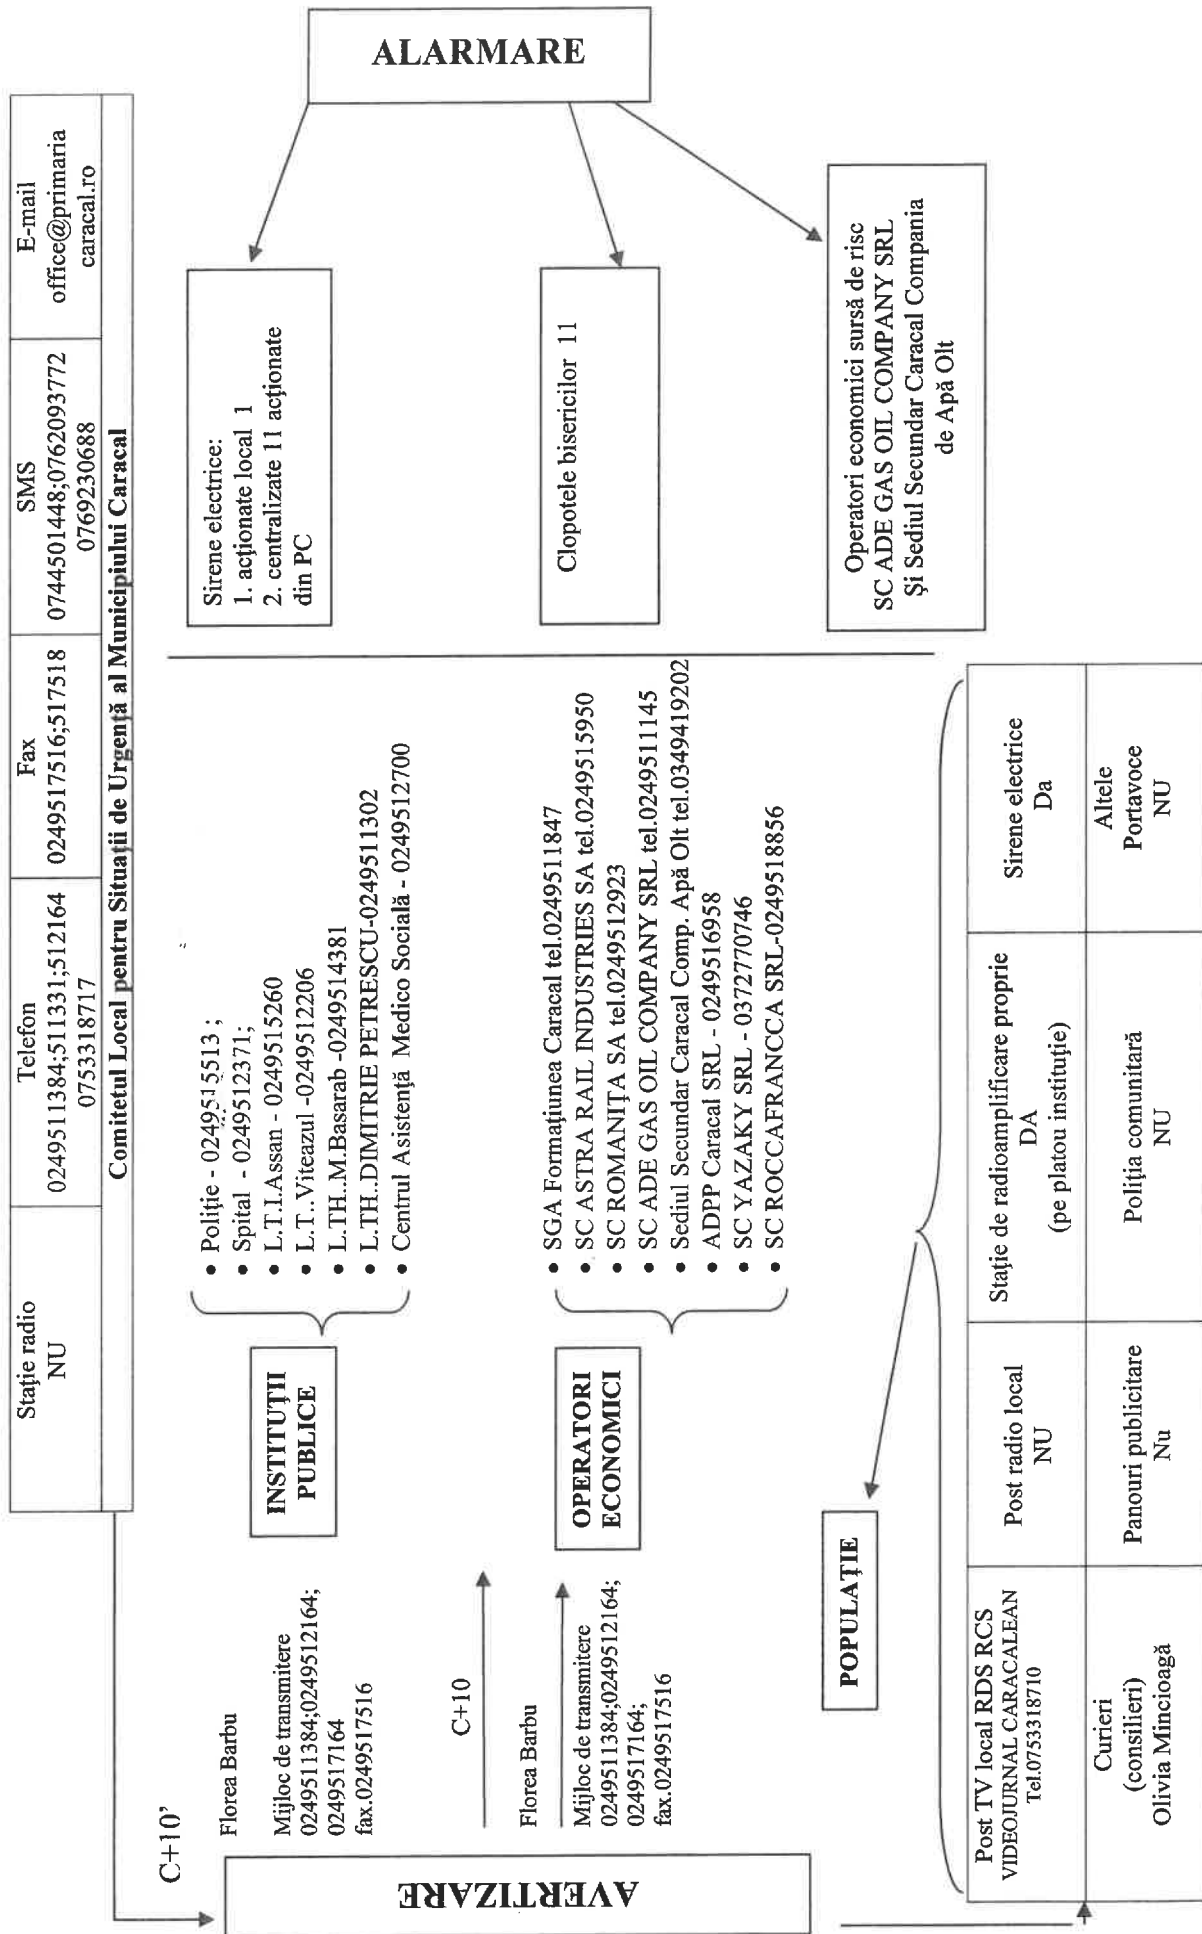 Stație radio
NU
Telefon
0249511384;511331;512164
0753318717
Fax
0249517516;517518
SMS
0744501448;0762093772
0769230688
E-mail
office@primaria
caracal.ro
Comitetul Local pentru Situații de Urgență al Municipiului Caracal
C+10’
AVERTIZARE
Florea Barbu
Mijloc de transmitere
0249511384;0249512164;
0249517164
fax.0249517516
INSTITUȚII
PUBLICE
• Poliție - 0249515513 ;
• Spital - 0249512371;
• L.T.I.Assan - 0249515260
• L.T..Viteazul -0249512206
• L.TH..M.Basarab -0249514381
• L.TH..DIMITRIE PETRESCU-0249511302
• Centrul Asistență Medico Socială - 0249512700
C+10
Florea Barbu
Mijloc de transmitere
0249511384;0249512164;
0249517164;
fax.0249517516
OPERATORI
ECONOMICI
• SGA Formațiunea Caracal tel.0249511847
• SC ASTRA RAIL INDUSTRIES SA tel.0249515950
• SC ROMANIȚA SA tel.0249512923
• SC ADE GAS OIL COMPANY SRL tel.0249511145
• Sediul Secundar Caracal Comp. Apă Olt tel.0349419202
• ADPP Caracal SRL - 0249516958
• SC YAZAKY SRL - 0372770746
• SC ROCCAFRANCCA SRL-0249518856
ALARMARE
Sirene electrice:
1. acționate local 1
2. centralizate 11 acționate
din PC
Clopotele bisericilor 11
Operatori economici sursă de risc
SC ADE GAS OIL COMPANY SRL
Și Sediul Secundar Caracal Compania
de Apă Olt
POPULAȚIE
Post TV local RDS RCS
VIDEOJURNAL CARACALEAN
Tel.0753318710
Post radio local
NU
Stație de radioamplificare proprie
DA
(pe platou instituție)
Sirene electrice
Da
Curieri
(consilieri)
Olivia Mincioagă
Panouri publicitare
Nu
Poliția comunitară
NU
Altele
Portavoce
NU